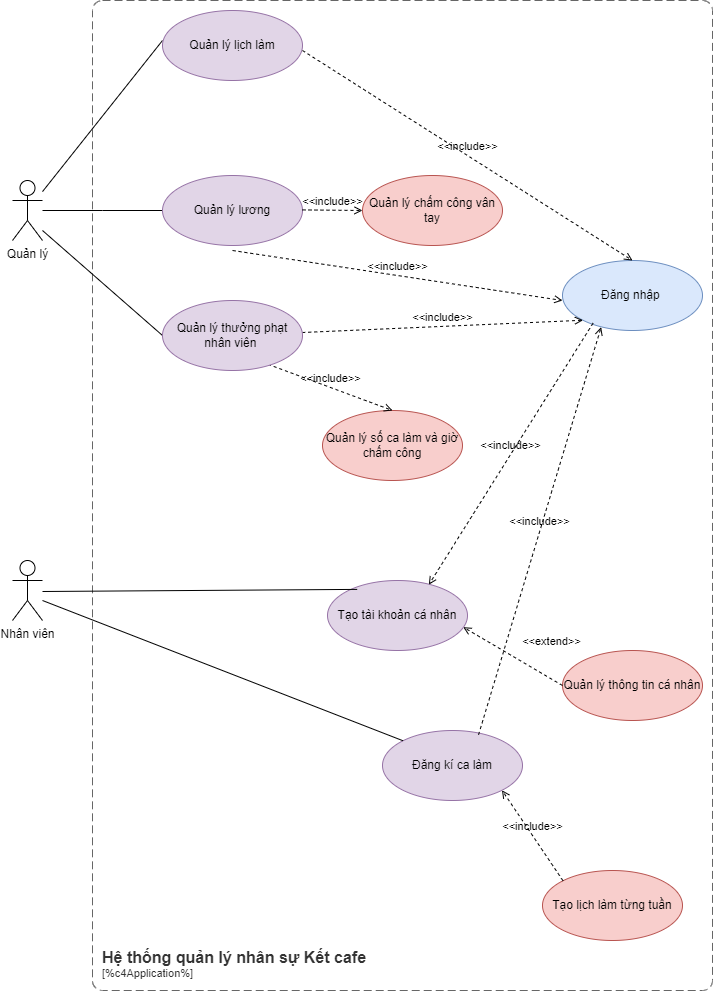 Quản lý lịch làm
<<include>>
Quản lý lương
<<include>>
Quản lý chấm công vân
tay
Quản lý
<<include>>
Đăng nhập
Quản lý thưởng phạt
nhân viên
<<include>>
<<include>>
Quản lý số ca làm và giờ
chấm công
<<include>>
<<include>>
Nhân viên
Tạo tài khoản cá nhân
<<extend>>
Quản lý thông tin cá nhân
Đăng kí ca làm
<<include>>
Tạo lịch làm từng tuần
Hệ thống quản lý nhân sự Kết cafe
[%c4Application%]